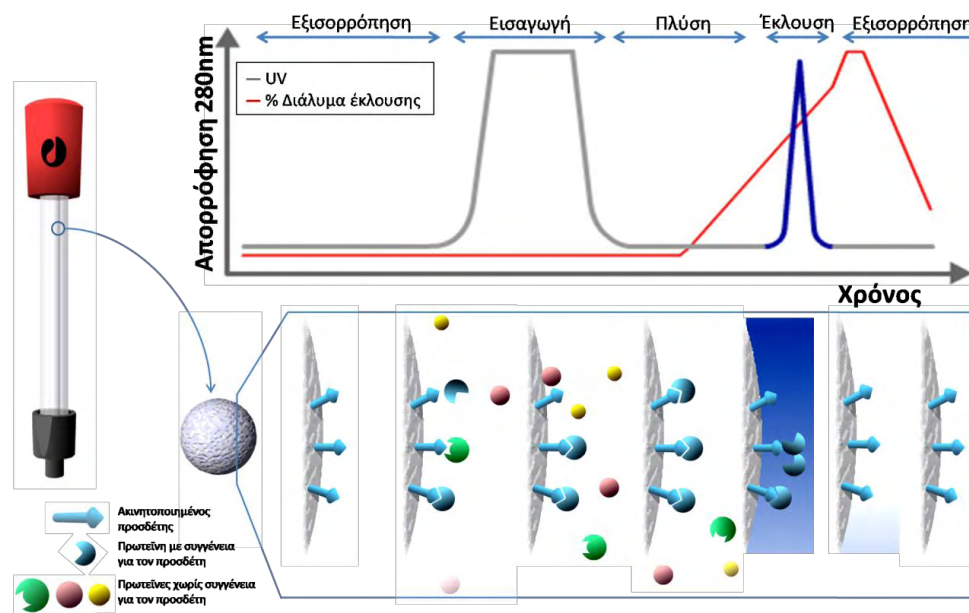 Εξισορρόπηση Εισαγωγή Πλύση Έκλουση Εξισορρόπηση
Απορρόφηση 280nm
UV
% Διάλυμα έκλουσης
Χρόνος
Ακινητοποιημένος
προσδέτης
Πρωτεΐνη με συγγένεια
για τον προσδέτη
Πρωτεΐνες χωρίς συγγένεια
για τον προσδέτη